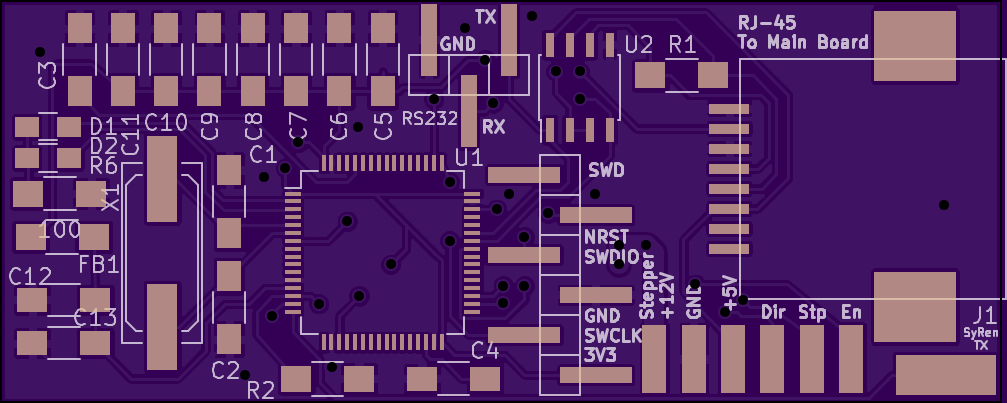 TX
GND
U2
R1
RJ-45
To Main Board
C3
RS232
RX
D1
D2
R6
C11
C10
C9
C8
C7
C6
C5
C1
U1
SWD
X1
100
FB1
NRST
SWDIO
GND
SWCLK
3V3
Stepper
+12V
GND
+5V
Dir
Stp
En
J1
SyRen
TX
C12
C13
C2
R2
C4